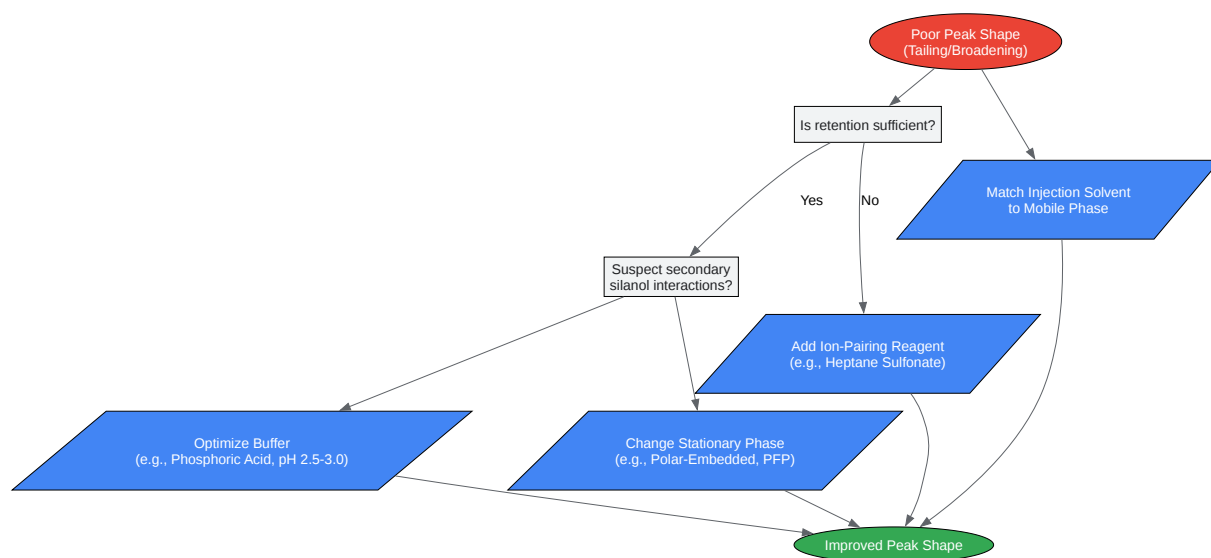 Poor Peak Shape
(Tailing/Broadening)
Is retention sufficient?
Match Injection Solvent
to Mobile Phase
Yes
No
Suspect secondary
silanol interactions?
Add Ion-Pairing Reagent
(e.g., Heptane Sulfonate)
Optimize Buffer
(e.g., Phosphoric Acid, pH 2.5-3.0)
Change Stationary Phase
(e.g., Polar-Embedded, PFP)
Improved Peak Shape